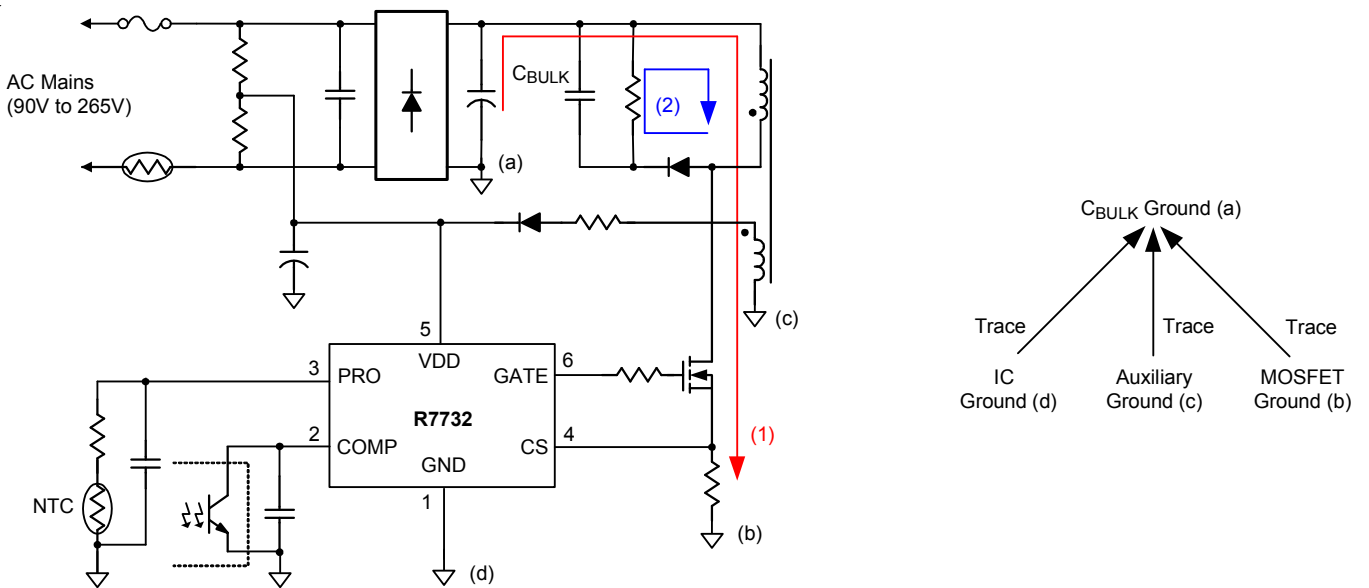 AC Mains
(90V to 265V)
CBULK
(2)
(a)
(c)
5
3
PRO
VDD
GATE
6
R7732
2
COMP
CS
4
(1)
GND
1
NTC
(b)
(d)
CBULK Ground (a)
Trace
Trace
Trace
IC
Ground (d)
Auxiliary
Ground (c)
MOSFET
Ground (b)